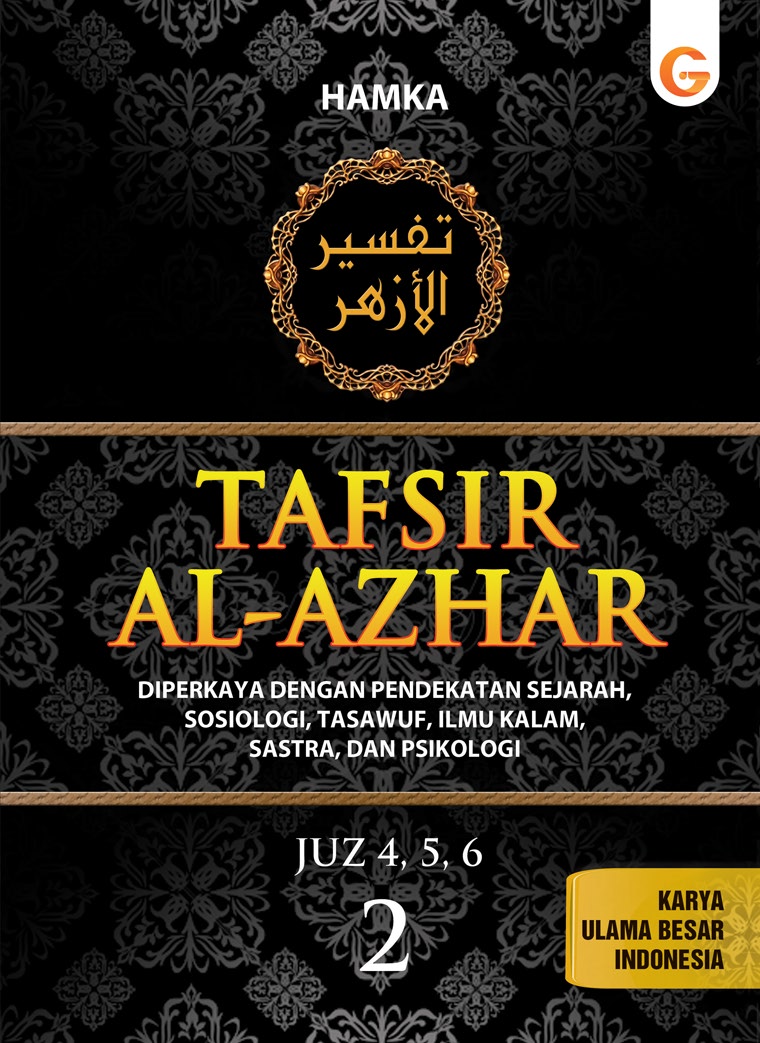 HAMKA
تفسير
الأزهر
TAFSIR
AL-AZHAR
DIPERKAYA DENGAN PENDEKATAN SEJARAH,
SOSIOLOGI, TASAWUF, ILMU KALAM,
SASTRA, DAN PSIKOLOGI
JUZ 4, 5, 6
2
KARYA
ULAMA BESAR
INDONESIA